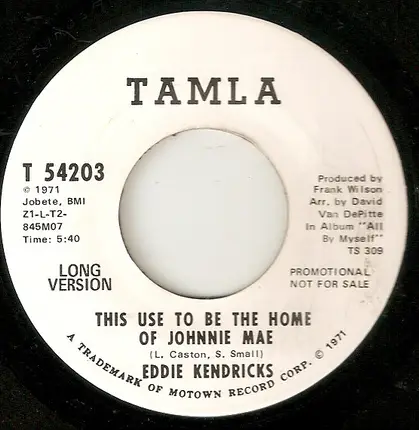 TAMLA
T 54203
© 1971
Jobete, BMI
Z1-L-T2-
845M07
Time: 5:40
LONG
VERSION
Produced by
Frank Wilson
Arr. by David
Van DePitte
In Album "All
By Myself"
TS 309
PROMOTIONAL
NOT FOR SALE
THIS USE TO BE THE HOME
OF JOHNNIE MAE
(L. Caston, S. Small)
EDDIE KENDRICKS
A TRADEMARK OF MOTOWN RECORD CORP. © 1971